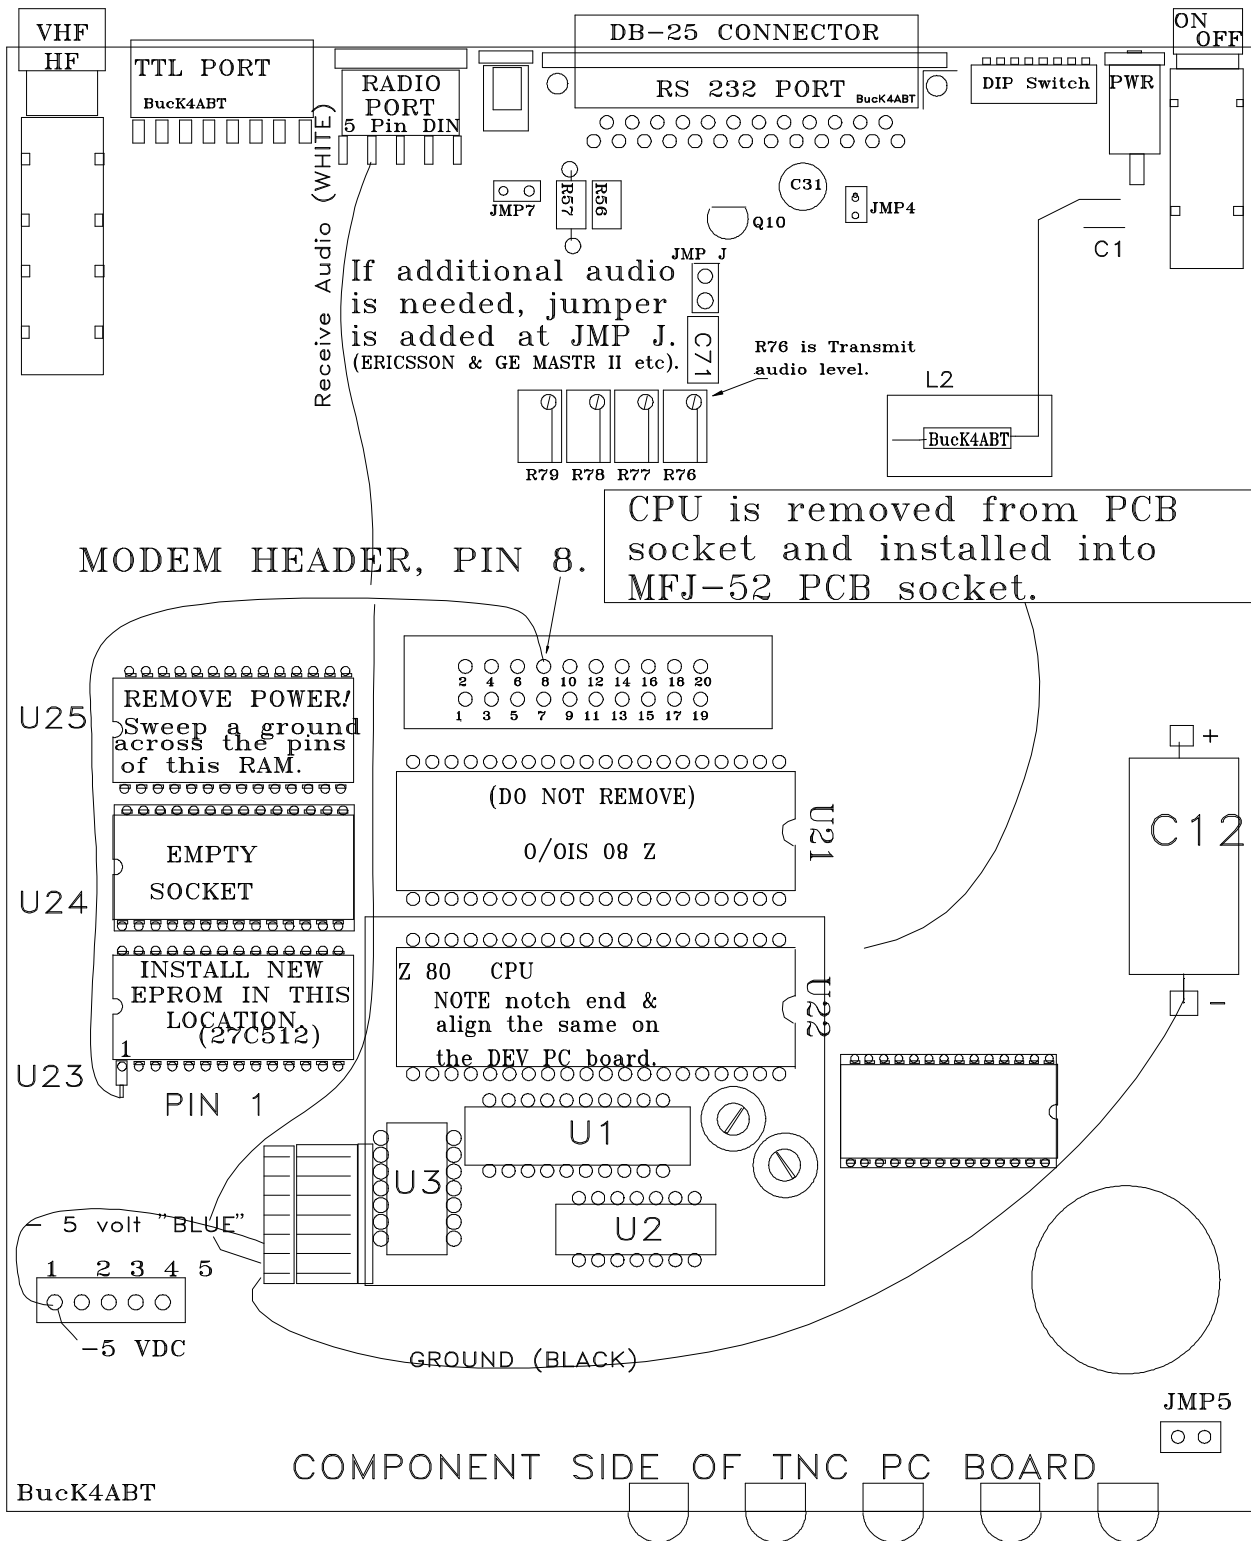 VHF
HF
TTL PORT
BucK4ABT
RADIO
PORT
5 Pin DIN
DB-25 CONNECTOR
RS 232 PORT
BucK4ABT
DIP Switch
PWR
ON
OFF
Receive Audio (WHITE)
JMP7
R57
R56
C31
Q10
JMP4
C1
JMP J
If additional audio
is needed, jumper
is added at JMP J.
(ERICSSON & GE MASTR II etc).
C71
R76 is Transmit
audio level.
L2
BucK4ABT
R79
R78
R77
R76
CPU is removed from PCB
socket and installed into
MFJ-52 PCB socket.
MODEM HEADER, PIN 8.
2 4 6 8 10 12 14 16 18 20
1 3 5 7 9 11 13 15 17 19
U25
REMOVE POWER!
Sweep a ground
across the pins
of this RAM.
(DO NOT REMOVE)
Z 80 SIO/0
U21
+
C12
-
EMPTY
SOCKET
U24
INSTALL NEW
EPROM IN THIS
LOCATION.
(27C512)
1
U23
PIN 1
Z 80 CPU
NOTE notch end &
align the same on
the DEV PC board.
U22
U1
U3
U2
- 5 volt "BLUE"
1 2 3 4 5
-5 VDC
GROUND (BLACK)
JMP5
COMPONENT SIDE OF TNC PC BOARD
BucK4ABT